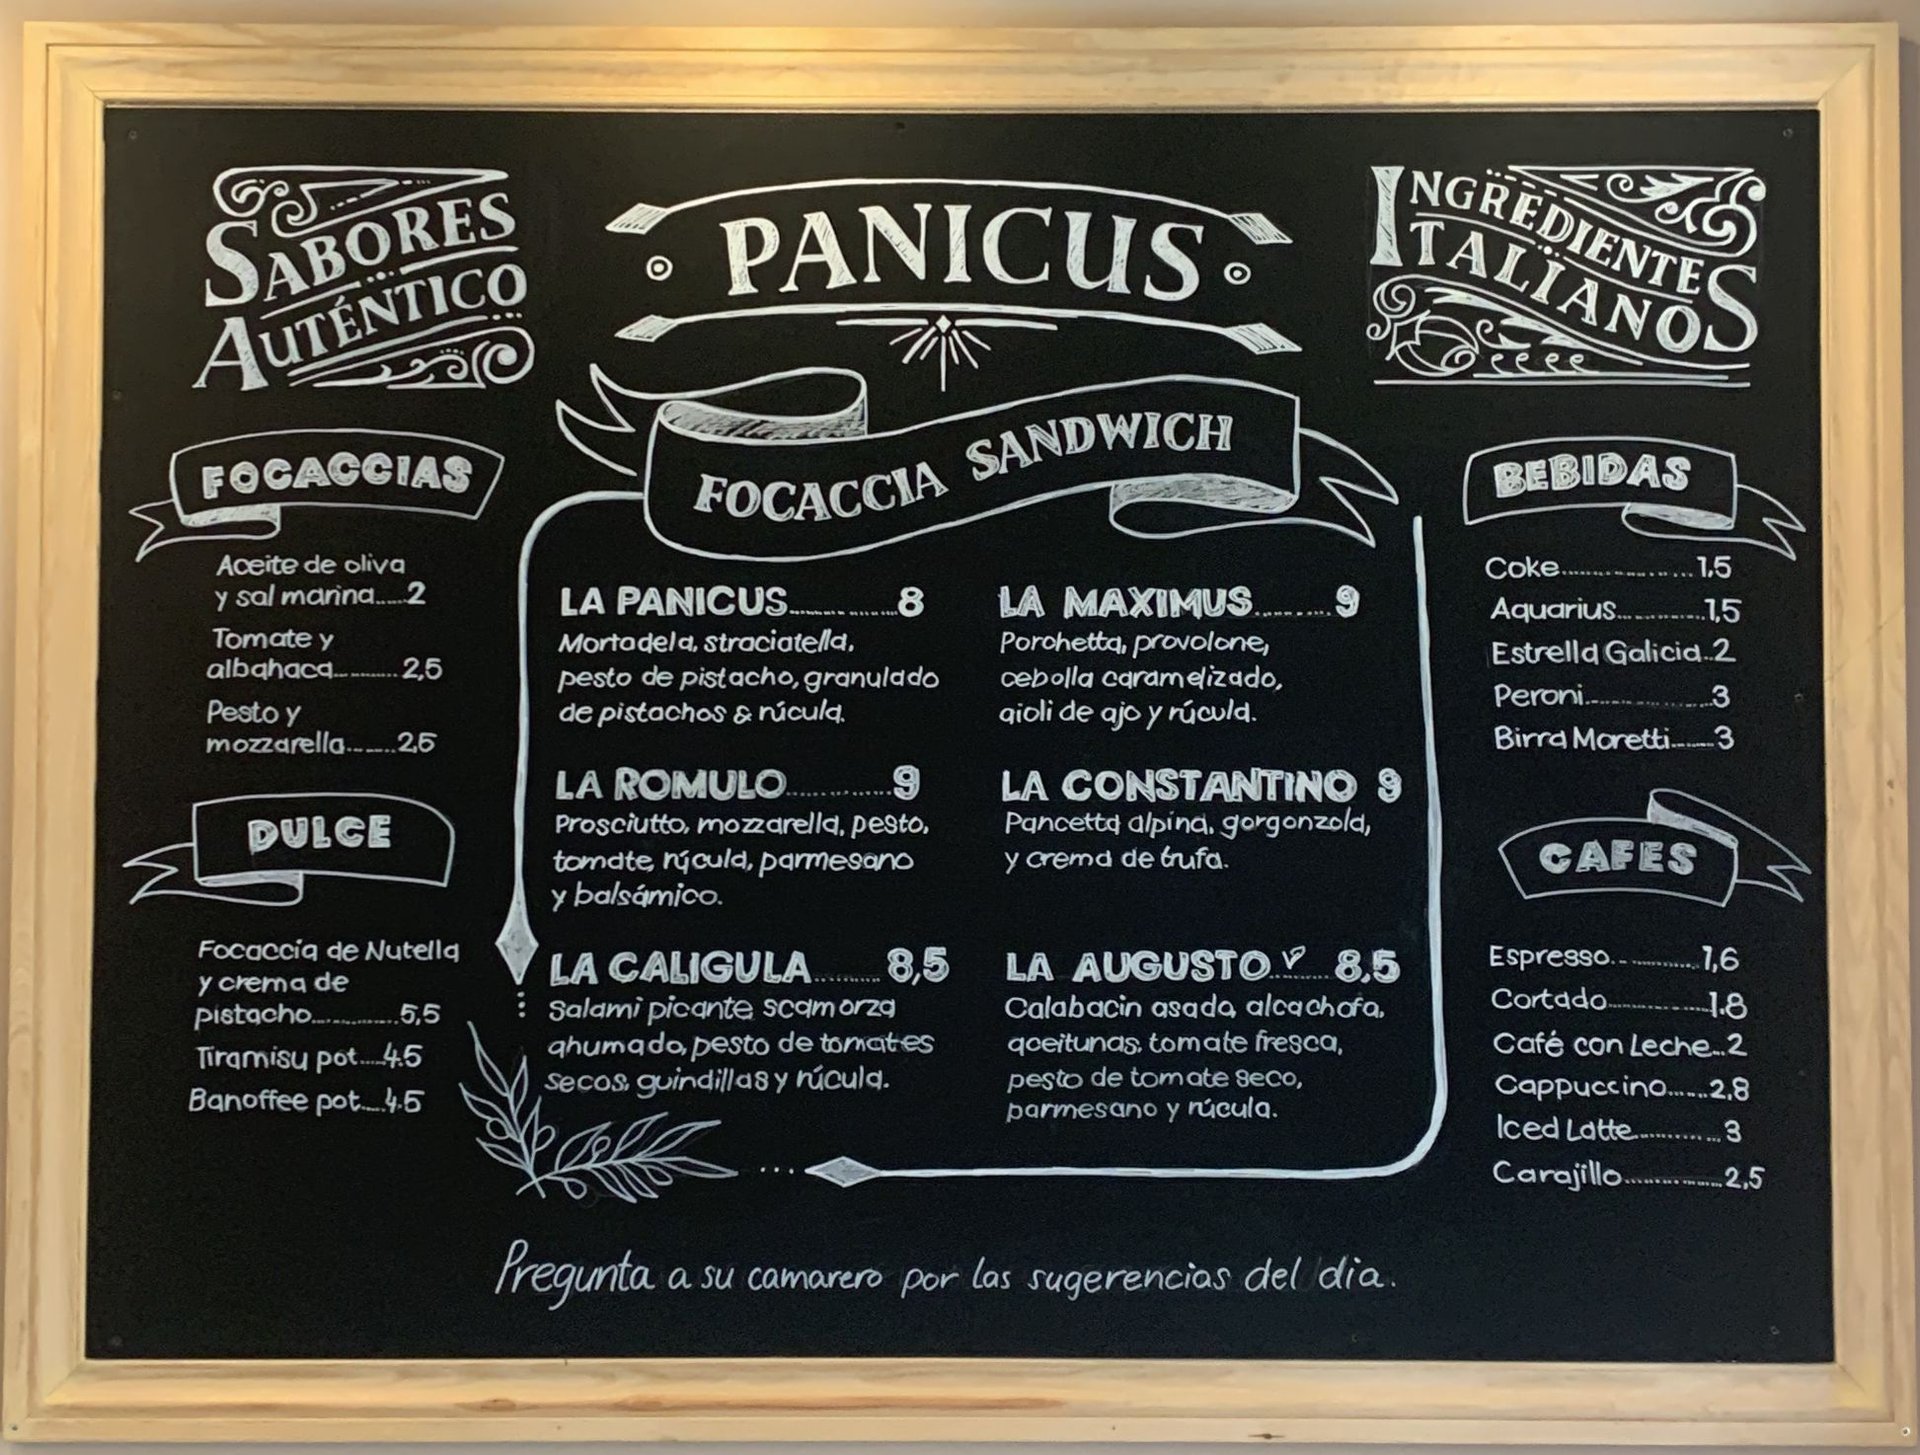 SABORES
AUTÉNTICO
PANICUS
INGREDIENTES
ITALIANOS
FOCACCIA SANDWICH
FOCACCIAS
Aceite de oliva
y sal marina.....2
Tomate y
albahaca..........2,5
Pesto y
mozzarella.......2,5
DULCE
Focaccia de Nutella
y crema de
pistacho.............5,5
Tiramisu pot....4.5
Banoffee pot....4.5
LA PANICUS..............8
Mortadela, straciatella,
pesto de pistacho, granulado
de pistachos & rúcula.
LA ROMULO..............9
Prosciutto, mozzarella, pesto,
tomate, rúcula, parmesano
y balsámico.
LA CALIGULA........8,5
Salami picante scamorza
ahumado, pesto de tomates
secos, guindillas y rúcula.
LA MAXIMUS.........9
Porchetta, provolone,
cebolla caramelizado,
aioli de ajo y rúcula.
LA CONSTANTINO 9
Pancetta alpina, gorgonzola,
y crema de trufa.
LA AUGUSTO.... 8.5
Calabacin asado, alcachofa,
aceitunas, tomate fresca,
pesto de tomate seco,
parmesano y rúcula.
BEBIDAS
Coke..................1,5
Aquarius............1,5
Estrella Galicia..2
Peroni.................3
Birra Moretti.......3
CAFES
Espresso.............1,6
Cortado..............1.8
Café con Leche...2
Cappuccino......2,8
Iced Latte............3
Carajillo...............2,5
Pregunta a su camarero por las sugerencias del dia.